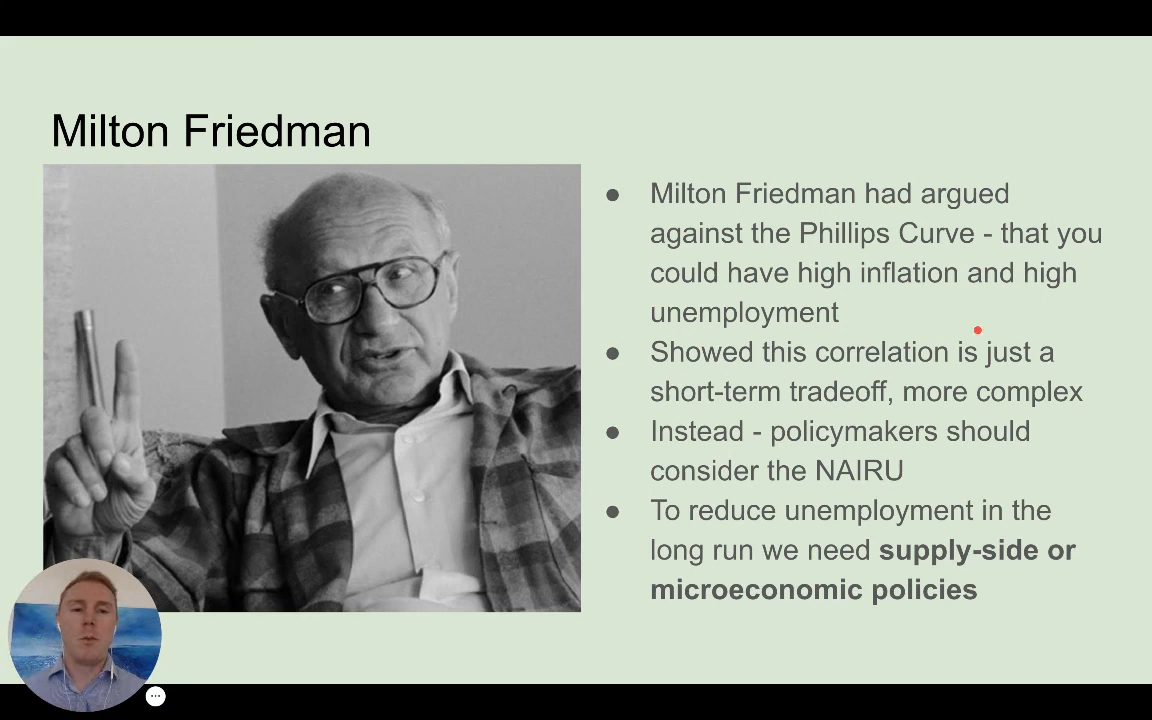 Milton Friedman
● Milton Friedman had argued
against the Phillips Curve - that you
could have high inflation and high
unemployment
● Showed this correlation is just a
short-term tradeoff, more complex
● Instead - policymakers should
consider the NAIRU
● To reduce unemployment in the
long run we need supply-side or
microeconomic policies